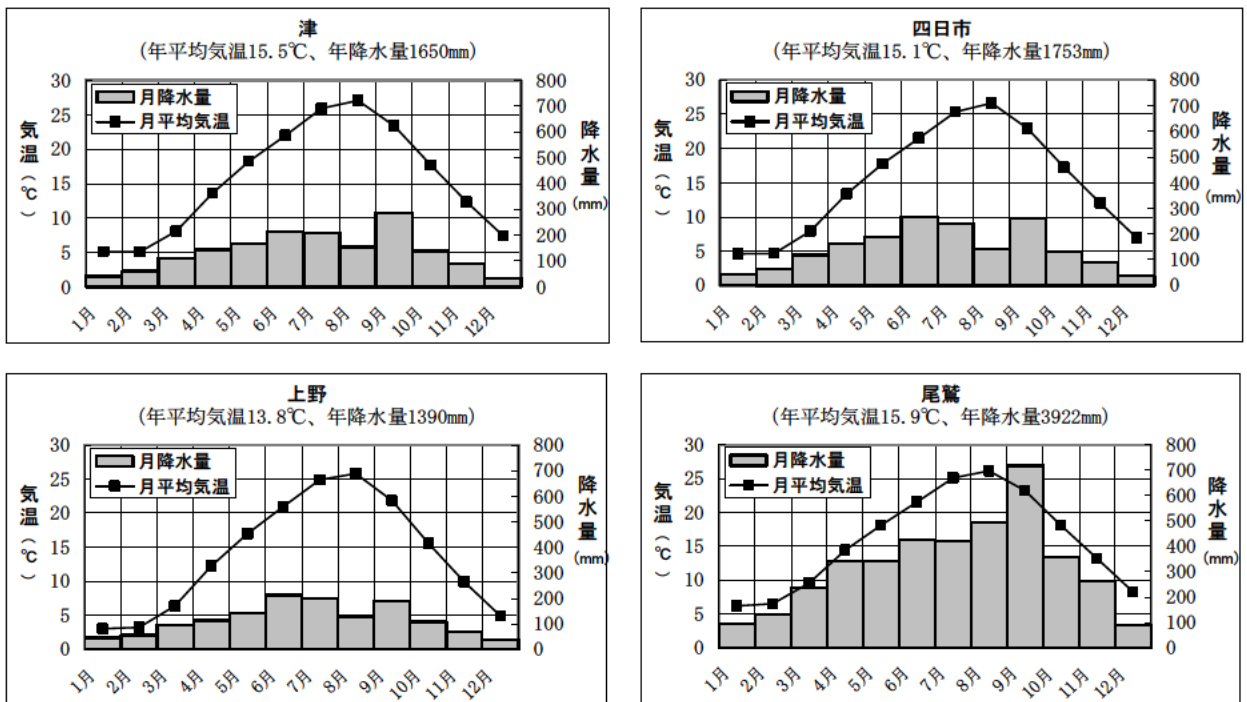 津
(年平均気温15.5℃、年降水量1650mm)
気温(℃)
降水量(mm)
30
25
20
15
10
5
0
800
700
600
500
400
300
200
100
0
月降水量
月平均気温
1月
2月
3月
4月
5月
6月
7月
8月
9月
10月
11月
12月
四日市
(年平均気温15.1℃、年降水量1753mm)
気温(℃)
降水量(mm)
30
25
20
15
10
5
0
800
700
600
500
400
300
200
100
0
月降水量
月平均気温
1月
2月
3月
4月
5月
6月
7月
8月
9月
10月
11月
12月
上野
(年平均気温13.8℃、年降水量1390mm)
気温(℃)
降水量(mm)
30
25
20
15
10
5
0
800
700
600
500
400
300
200
100
0
月降水量
月平均気温
1月
2月
3月
4月
5月
6月
7月
8月
9月
10月
11月
12月
尾鷲
(年平均気温15.9℃、年降水量3922mm)
気温(℃)
降水量(mm)
30
25
20
15
10
5
0
800
700
600
500
400
300
200
100
0
月降水量
月平均気温
1月
2月
3月
4月
5月
6月
7月
8月
9月
10月
11月
12月